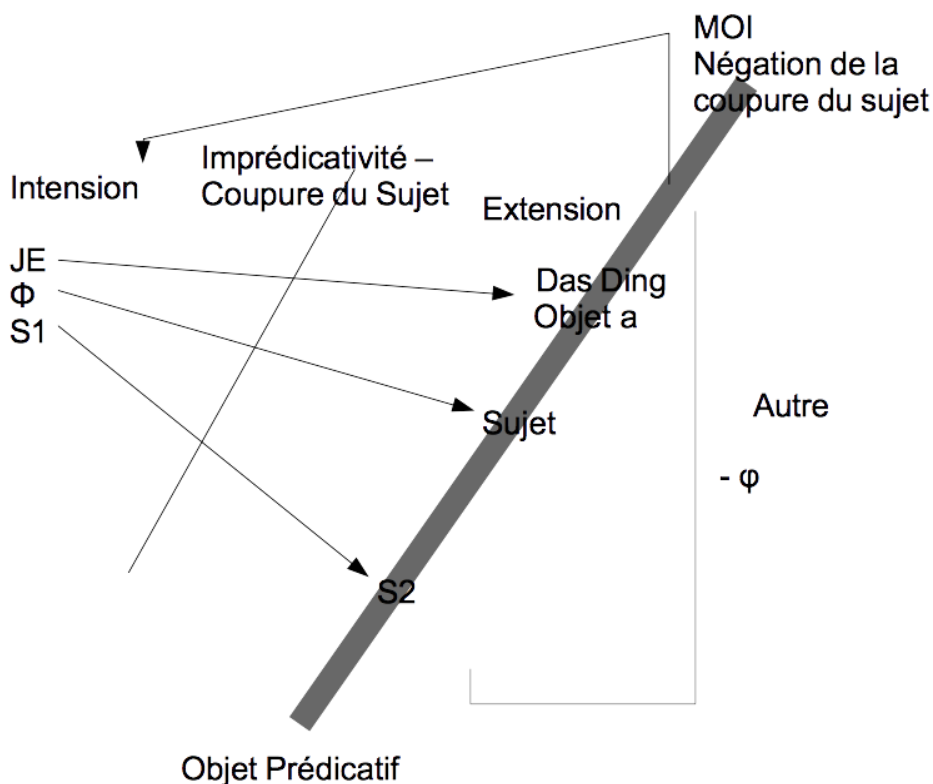 MOI
Négation de la
coupure du sujet
Imprédicativité –
Coupure du Sujet
Intension
Extension
JE
Φ
S1
Das Ding
Objet a
Sujet
Autre
- φ
S2
Objet Prédicatif